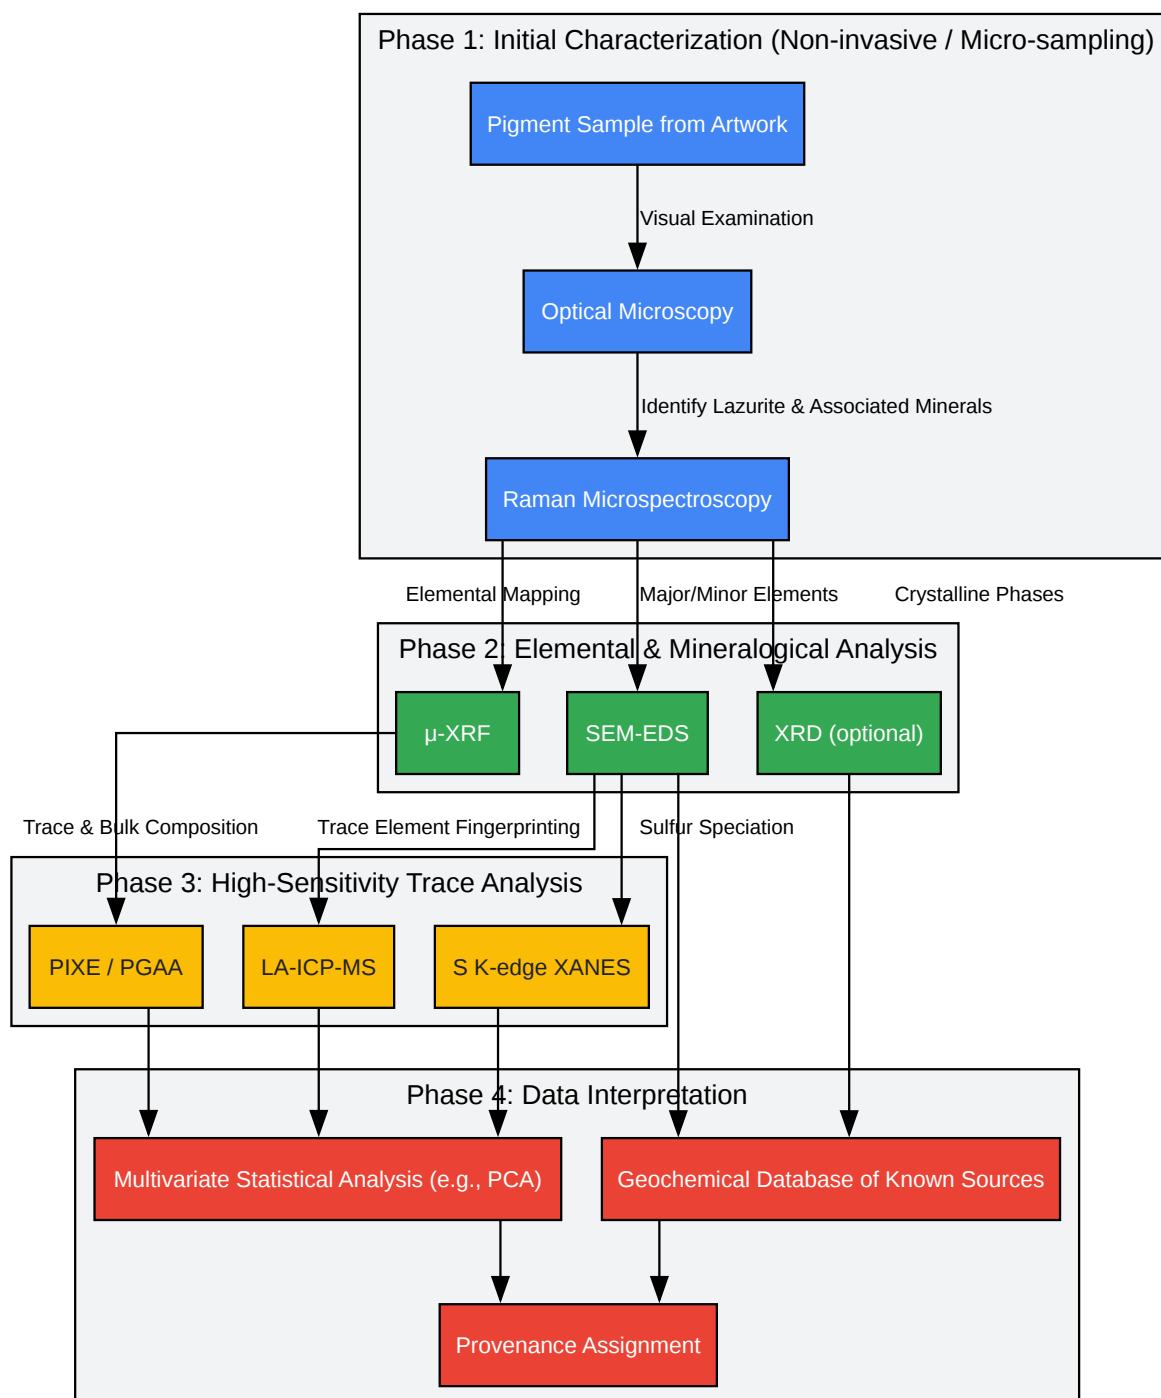 Phase 1: Initial Characterization (Non-invasive / Micro-sampling)
Pigment Sample from Artwork
Visual Examination
Optical Microscopy
Identify Lazurite & Associated Minerals
Raman Microspectroscopy
Elemental Mapping
Major/Minor Elements
Crystalline Phases
Phase 2: Elemental & Mineralogical Analysis
μ-XRF
SEM-EDS
XRD (optional)
Trace & Bulk Composition
Trace Element Fingerprinting
Sulfur Speciation
Phase 3: High-Sensitivity Trace Analysis
PIXE / PGAA
LA-ICP-MS
S K-edge XANES
Phase 4: Data Interpretation
Multivariate Statistical Analysis (e.g., PCA)
Geochemical Database of Known Sources
Provenance Assignment